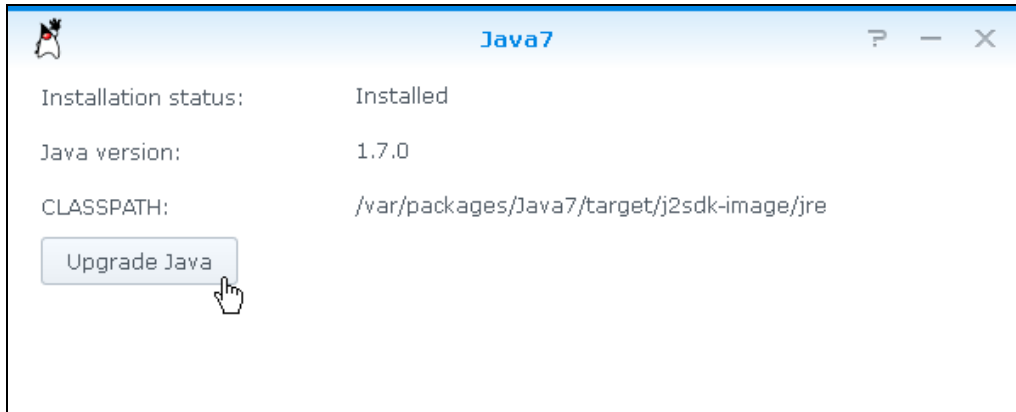 Java7
Installation status: Installed
Java version: 1.7.0
CLASSPATH: /var/packages/Java7/target/j2sdk-image/jre
Upgrade Java